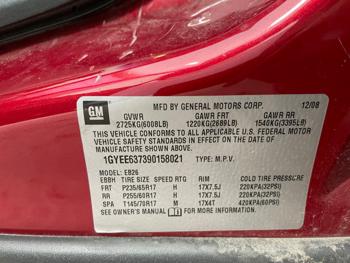 GM
MFD BY GENERAL MOTORS CORP. 12/08
GVWR GAWR FRT GAWR RR
2725KG(6008LB) 1220KG(2689LB) 1540KG(3395LB)
THIS VEHICLE CONFORMS TO ALL APPLICABLE U.S. FEDERAL MOTOR
VEHICLE SAFETY STANDARDS IN EFFECT ON THE DATE OF
MANUFACTURE SHOWN ABOVE.
1GYEE637390158021 TYPE: M.P.V.
MODEL: EB26
EBBH TIRE SIZE SPEED RTG RIM COLD TIRE PRESSURE
FRT P235/65R17 H 17X7.5J 220KPA(32PSI)
RR P255/60R17 H 17X7.5J 220KPA(32PSI)
SPA T145/70R17 M 17X4T 420KPA(60PSI)
SEE OWNER'S MANUAL FOR MORE INFORMATION.